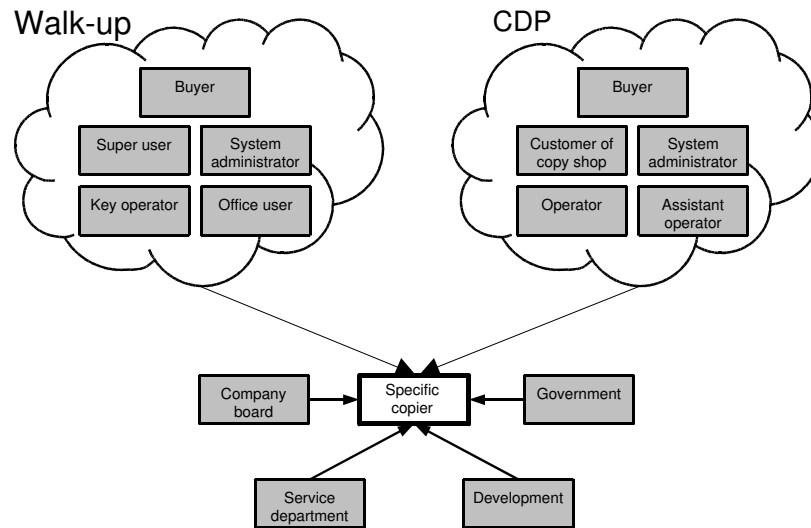 Walk-up
CDP
Buyer
Buyer
Super user
System
administrator
Customer of
copy shop
System
administrator
Key operator
Office user
Operator
Assistant
operator
Company
board
Specific
copier
Government
Service
department
Development